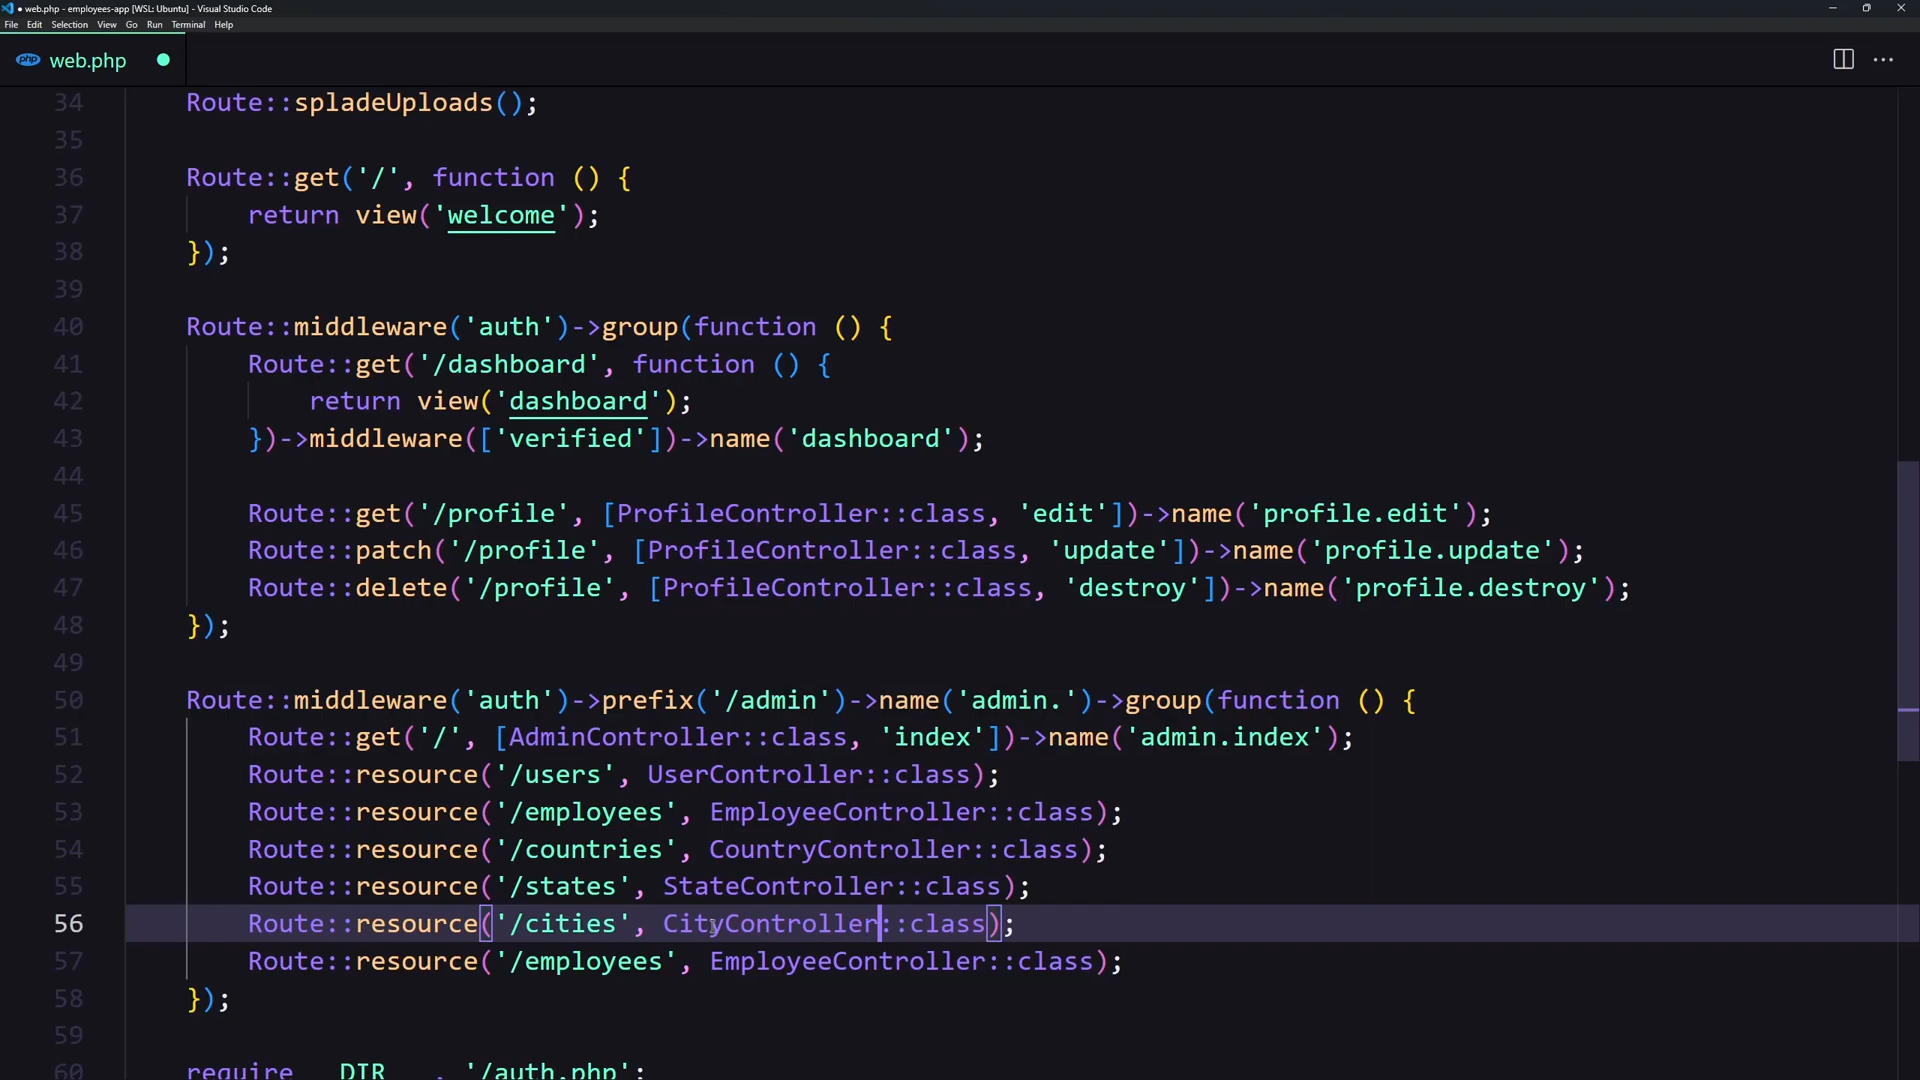 web.php - employees-app [WSL: Ubuntu] - Visual Studio Code
File Edit Selection View Go Run Terminal Help
php web.php
34 Route::spladeUploads();
35
36 Route::get('/', function () {
37 return view('welcome');
38 });
39
40 Route::middleware('auth')->group(function () {
41 Route::get('/dashboard', function () {
42 return view('dashboard');
43 })->middleware(['verified'])->name('dashboard');
44
45 Route::get('/profile', [ProfileController::class, 'edit'])->name('profile.edit');
46 Route::patch('/profile', [ProfileController::class, 'update'])->name('profile.update');
47 Route::delete('/profile', [ProfileController::class, 'destroy'])->name('profile.destroy');
48 });
49
50 Route::middleware('auth')->prefix('/admin')->name('admin.')->group(function () {
51 Route::get('/', [AdminController::class, 'index'])->name('admin.index');
52 Route::resource('/users', UserController::class);
53 Route::resource('/employees', EmployeeController::class);
54 Route::resource('/countries', CountryController::class);
55 Route::resource('/states', StateController::class);
56 Route::resource('/cities', CityController::class);
57 Route::resource('/employees', EmployeeController::class);
58 });
59
60 require __DIR__ . '/auth.php';